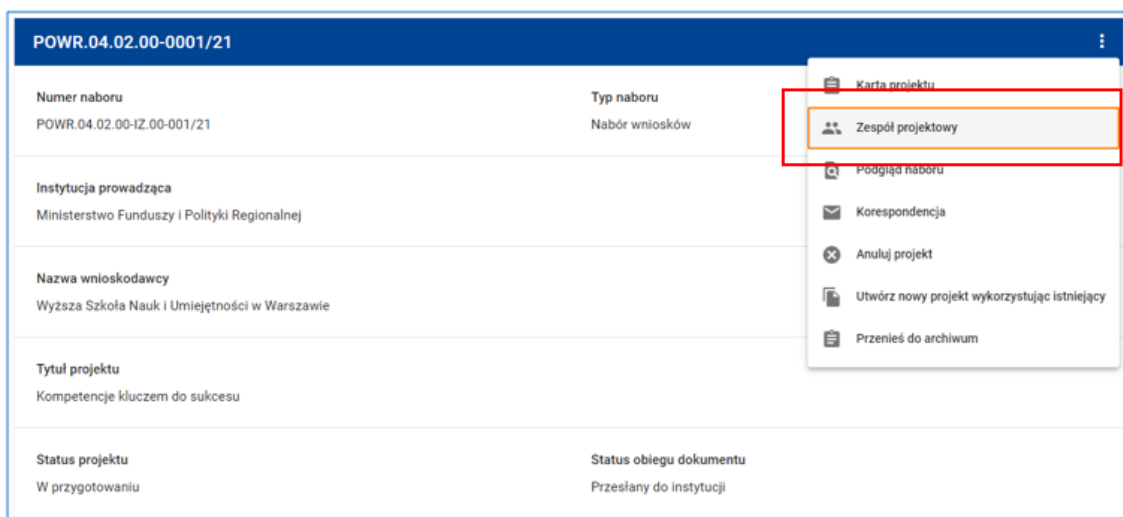 POWR.04.02.00-0001/21
Numer naboru
POWR.04.02.00-IZ.00-001/21
Typ naboru
Nabór wniosków
Instytucja prowadząca
Ministerstwo Funduszy i Polityki Regionalnej
Nazwa wnioskodawcy
Wyższa Szkoła Nauk i Umiejętności w Warszawie
Tytuł projektu
Kompetencje kluczem do sukcesu
Status projektu
W przygotowaniu
Status obiegu dokumentu
Przesłany do instytucji
Karta projektu
Zespół projektowy
Podgląd naboru
Korespondencja
Anuluj projekt
Utwórz nowy projekt wykorzystując istniejący
Przenieś do archiwum